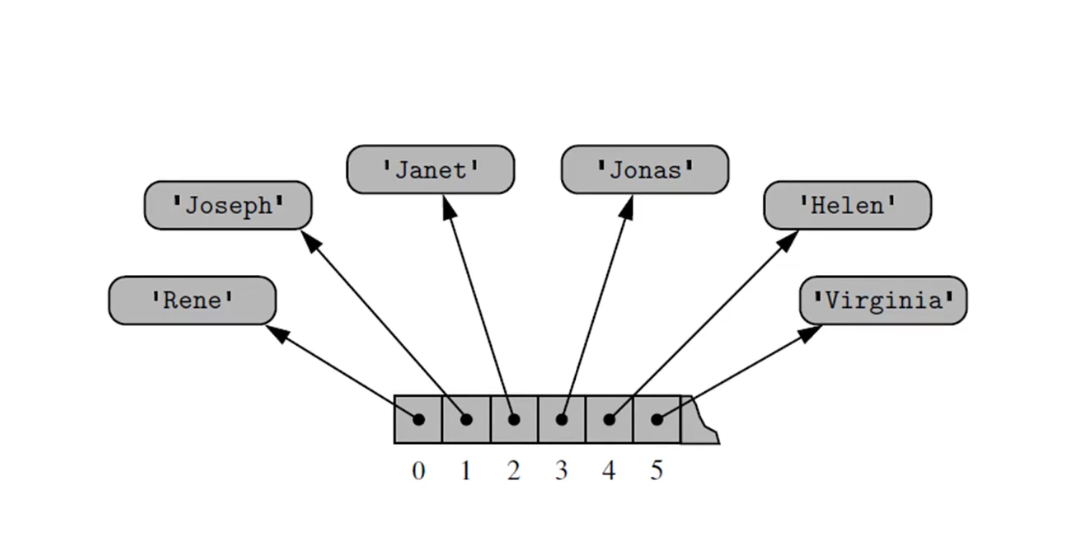 'Janet' 'Jonas'
'Joseph' 'Helen'
'Rene' 'Virginia'
0 1 2 3 4 5